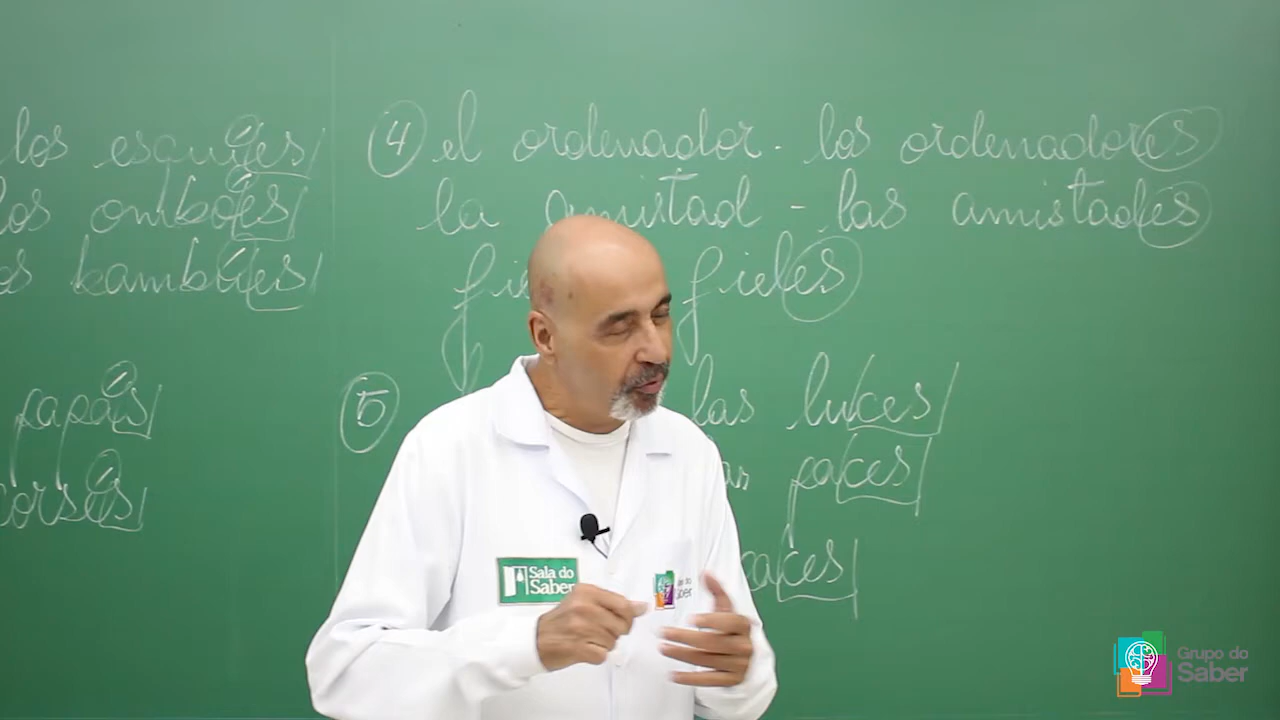 los esquíes
los ombúes
bambúes
papás
corsés
④ el ordenador - los ordenadores
la amistad - las amistades
fieles
⑤ las luces
paces
Sala do
Saber
Grupo do
Saber